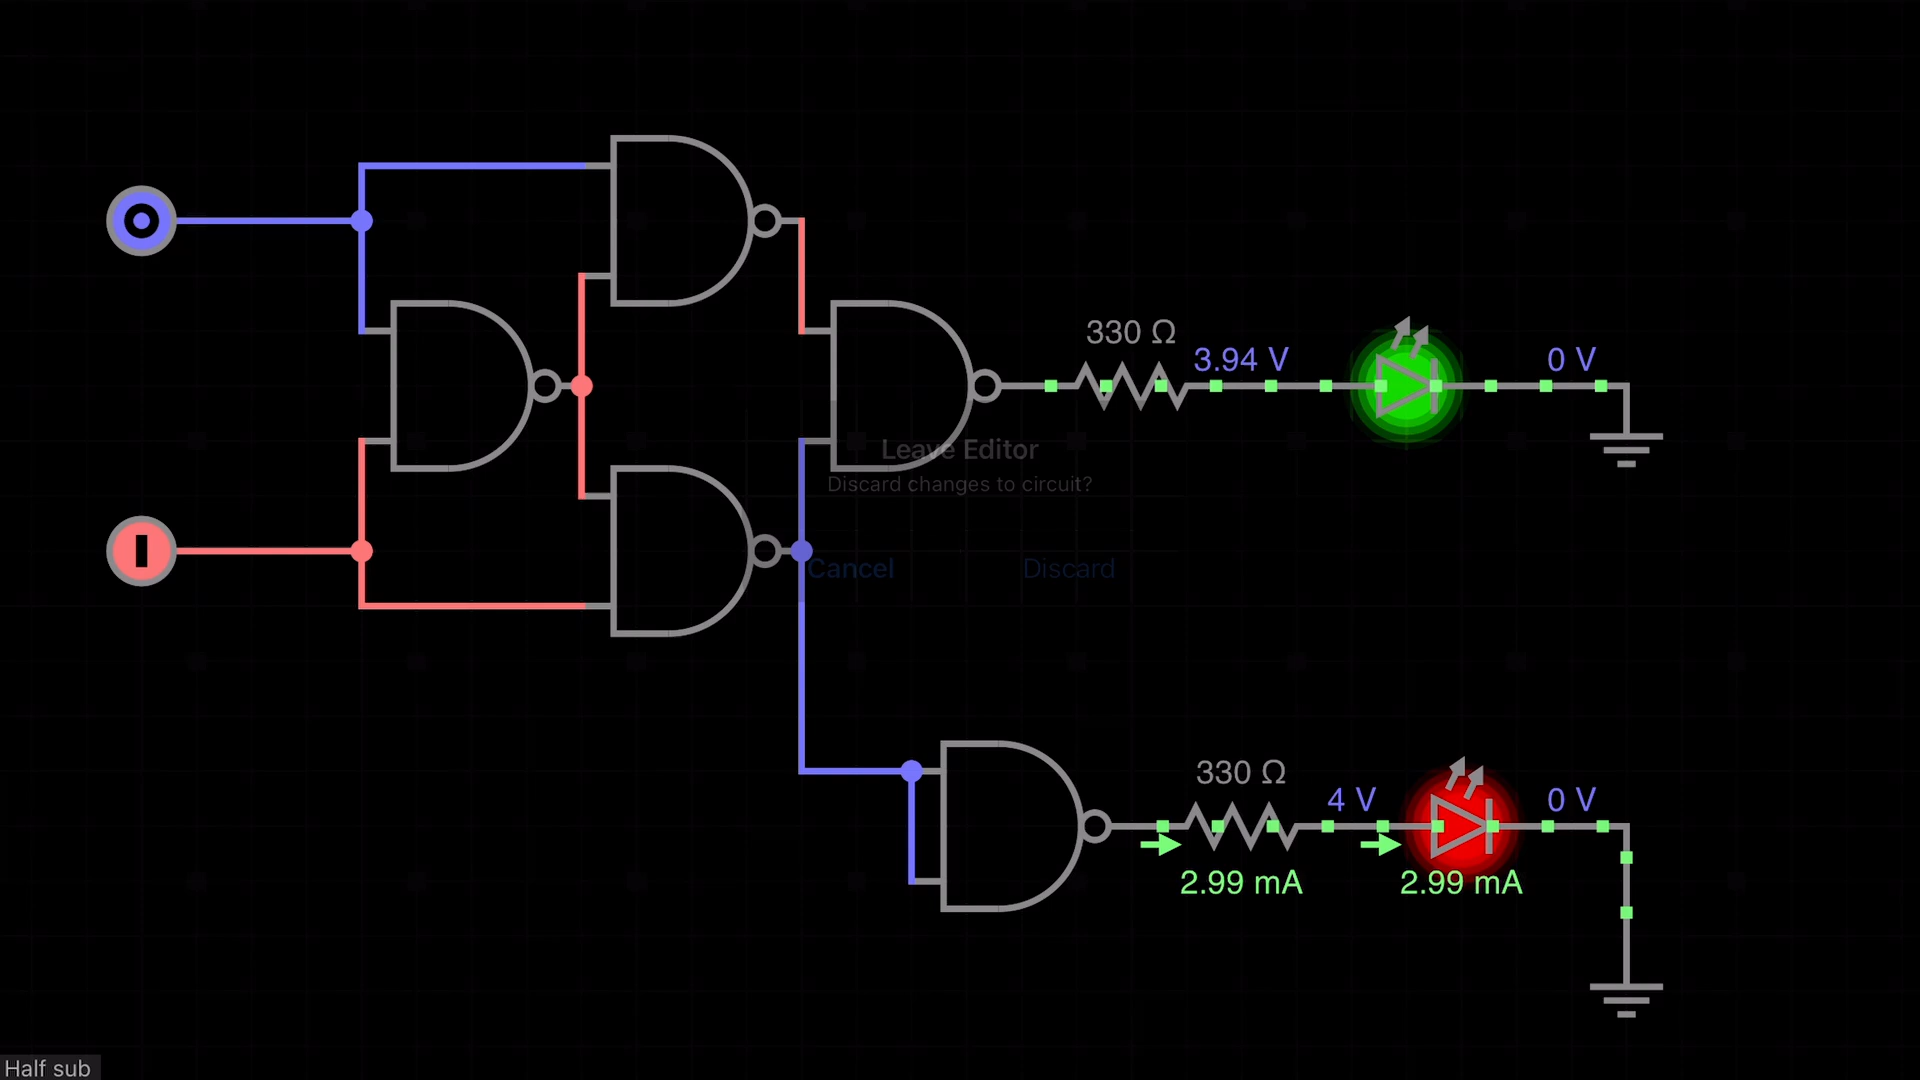 330 Ω
3.94 V
0 V
Leave Editor
Discard changes to circuit?
Cancel
Discard
330 Ω
4 V
0 V
2.99 mA
2.99 mA
Half sub